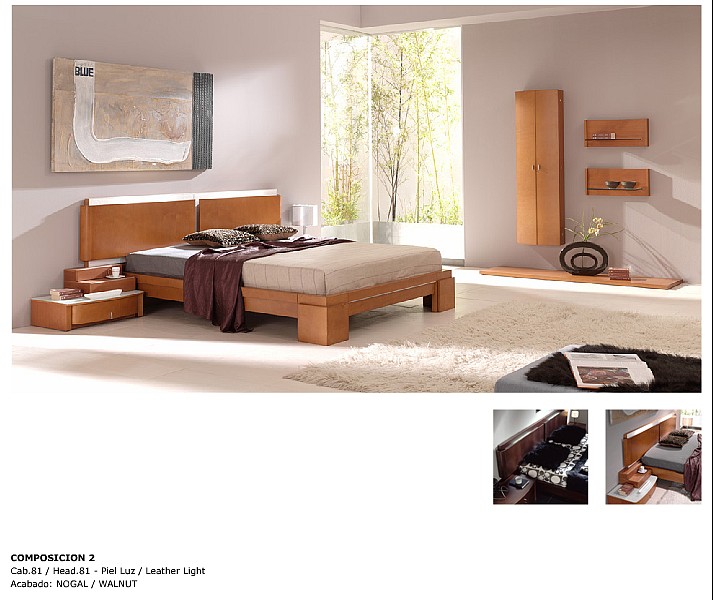 BLUE
COMPOSICION 2
Cab.81 / Head.81 - Piel Luz / Leather Light
Acabado: NOGAL / WALNUT